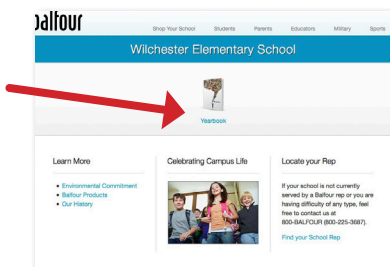 balfour
Shop Your School Students Parents Educators Military Sports
Wilchester Elementary School
Yearbook
Learn More
Environmental Commitment
Balfour Products
Our History
Celebrating Campus Life
Locate your Rep
If your school is not currently
served by a Balfour rep or you are
having difficulty of any type, feel
free to contact us at
800-BALFOUR (800-225-3687).
Find your School Rep